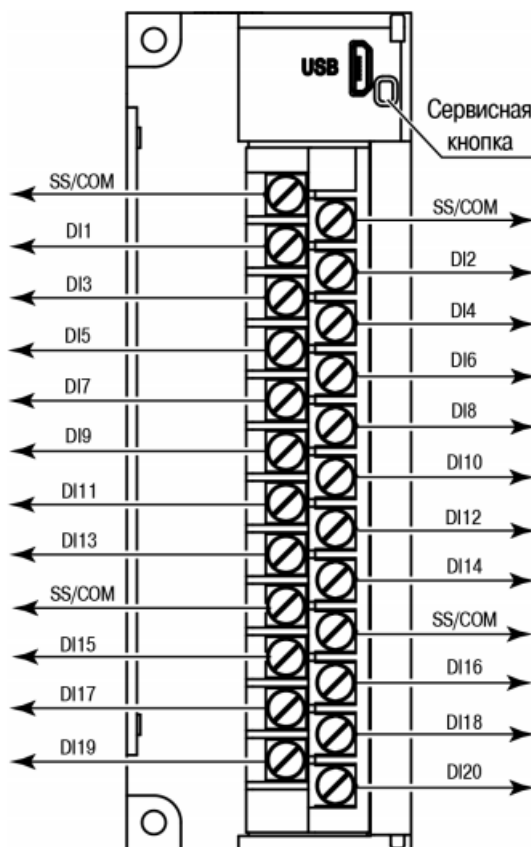 USB
Сервисная
кнопка
SS/COM
SS/COM
DI1
DI2
DI3
DI4
DI5
DI6
DI7
DI8
DI9
DI10
DI11
DI12
DI13
DI14
SS/COM
SS/COM
DI15
DI16
DI17
DI18
DI19
DI20